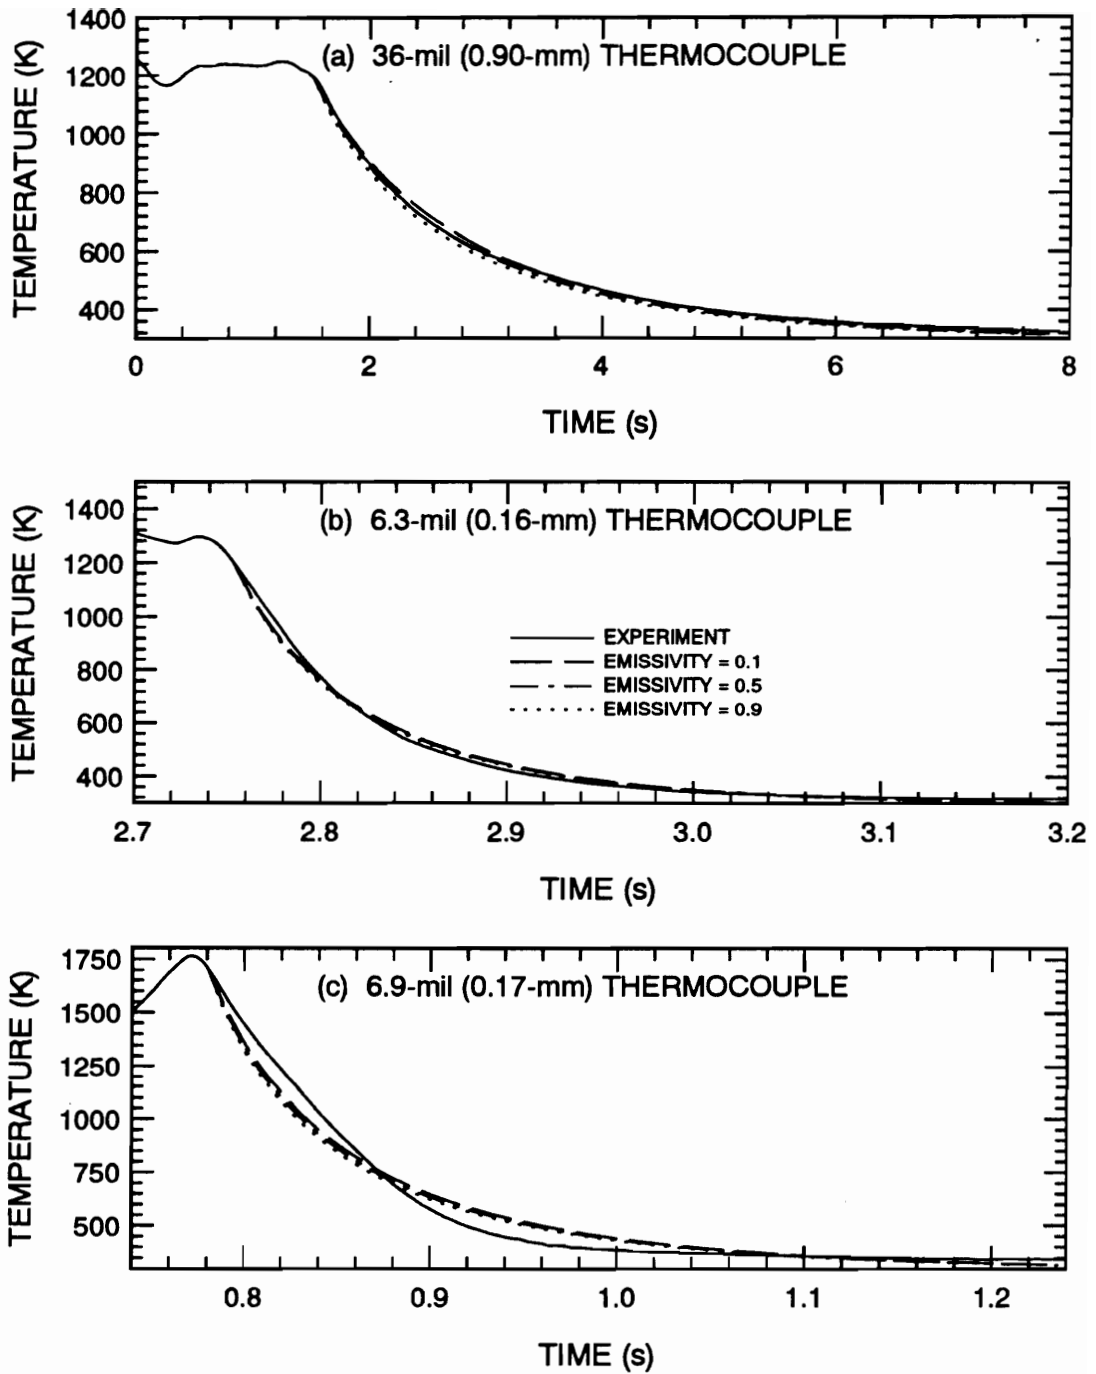 1400
(a) 36-mil (0.90-mm) THERMOCOUPLE
1200
1000
800
600
400
TEMPERATURE (K)
0 2 4 6 8
TIME (s)
1400
(b) 6.3-mil (0.16-mm) THERMOCOUPLE
1200
1000
800
600
400
TEMPERATURE (K)
EXPERIMENT
EMISSIVITY = 0.1
EMISSIVITY = 0.5
EMISSIVITY = 0.9
2.7 2.8 2.9 3.0 3.1 3.2
TIME (s)
1750
(c) 6.9-mil (0.17-mm) THERMOCOUPLE
1500
1250
1000
750
500
TEMPERATURE (K)
0.8 0.9 1.0 1.1 1.2
TIME (s)